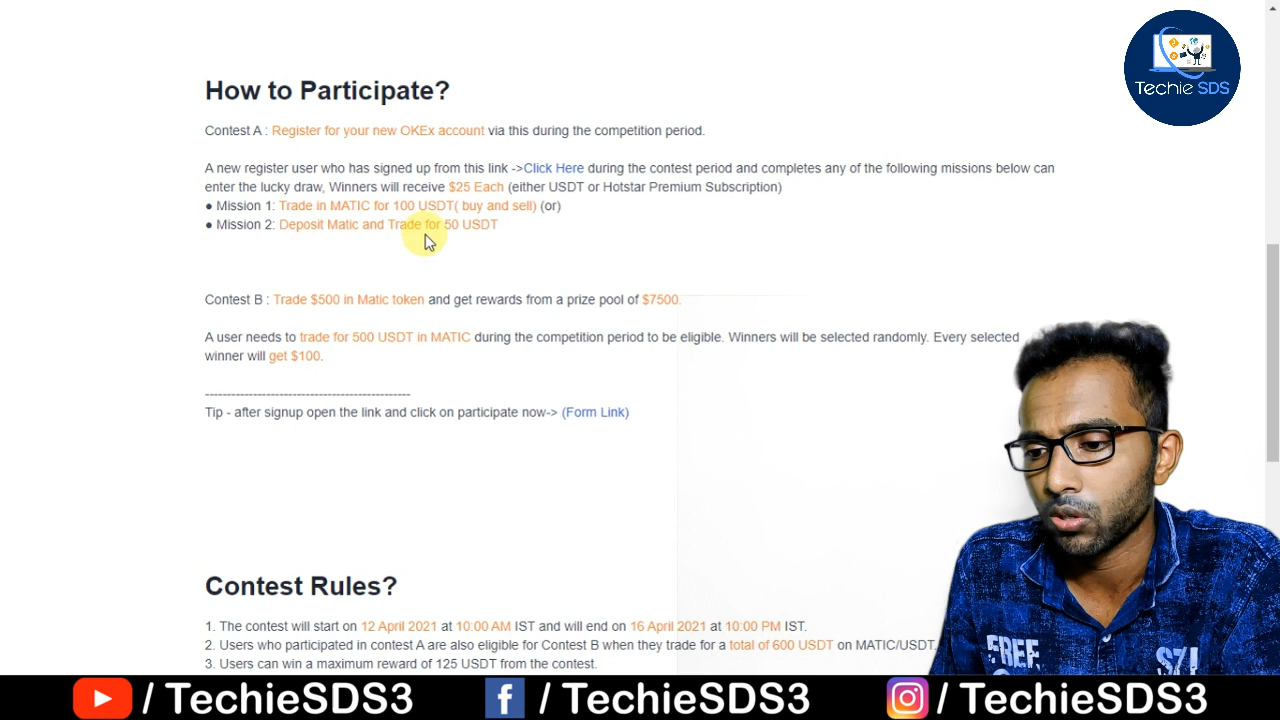 Techie SDS
How to Participate?
Contest A : Register for your new OKEx account via this during the competition period.
A new register user who has signed up from this link ->Click Here during the contest period and completes any of the following missions below can
enter the lucky draw, Winners will receive $25 Each (either USDT or Hotstar Premium Subscription)
● Mission 1: Trade in MATIC for 100 USDT( buy and sell) (or)
● Mission 2: Deposit Matic and Trade for 50 USDT
Contest B : Trade $500 in Matic token and get rewards from a prize pool of $7500.
A user needs to trade for 500 USDT in MATIC during the competition period to be eligible. Winners will be selected randomly. Every selected
winner will get $100.
-----------------------------------------------
Tip - after signup open the link and click on participate now-> (Form Link)
Contest Rules?
1. The contest will start on 12 April 2021 at 10:00 AM IST and will end on 16 April 2021 at 10:00 PM IST.
2. Users who participated in contest A are also eligible for Contest B when they trade for a total of 600 USDT on MATIC/USDT.
3. Users can win a maximum reward of 125 USDT from the contest.
FREE
/ TechieSDS3
/ TechieSDS3
/ TechieSDS3